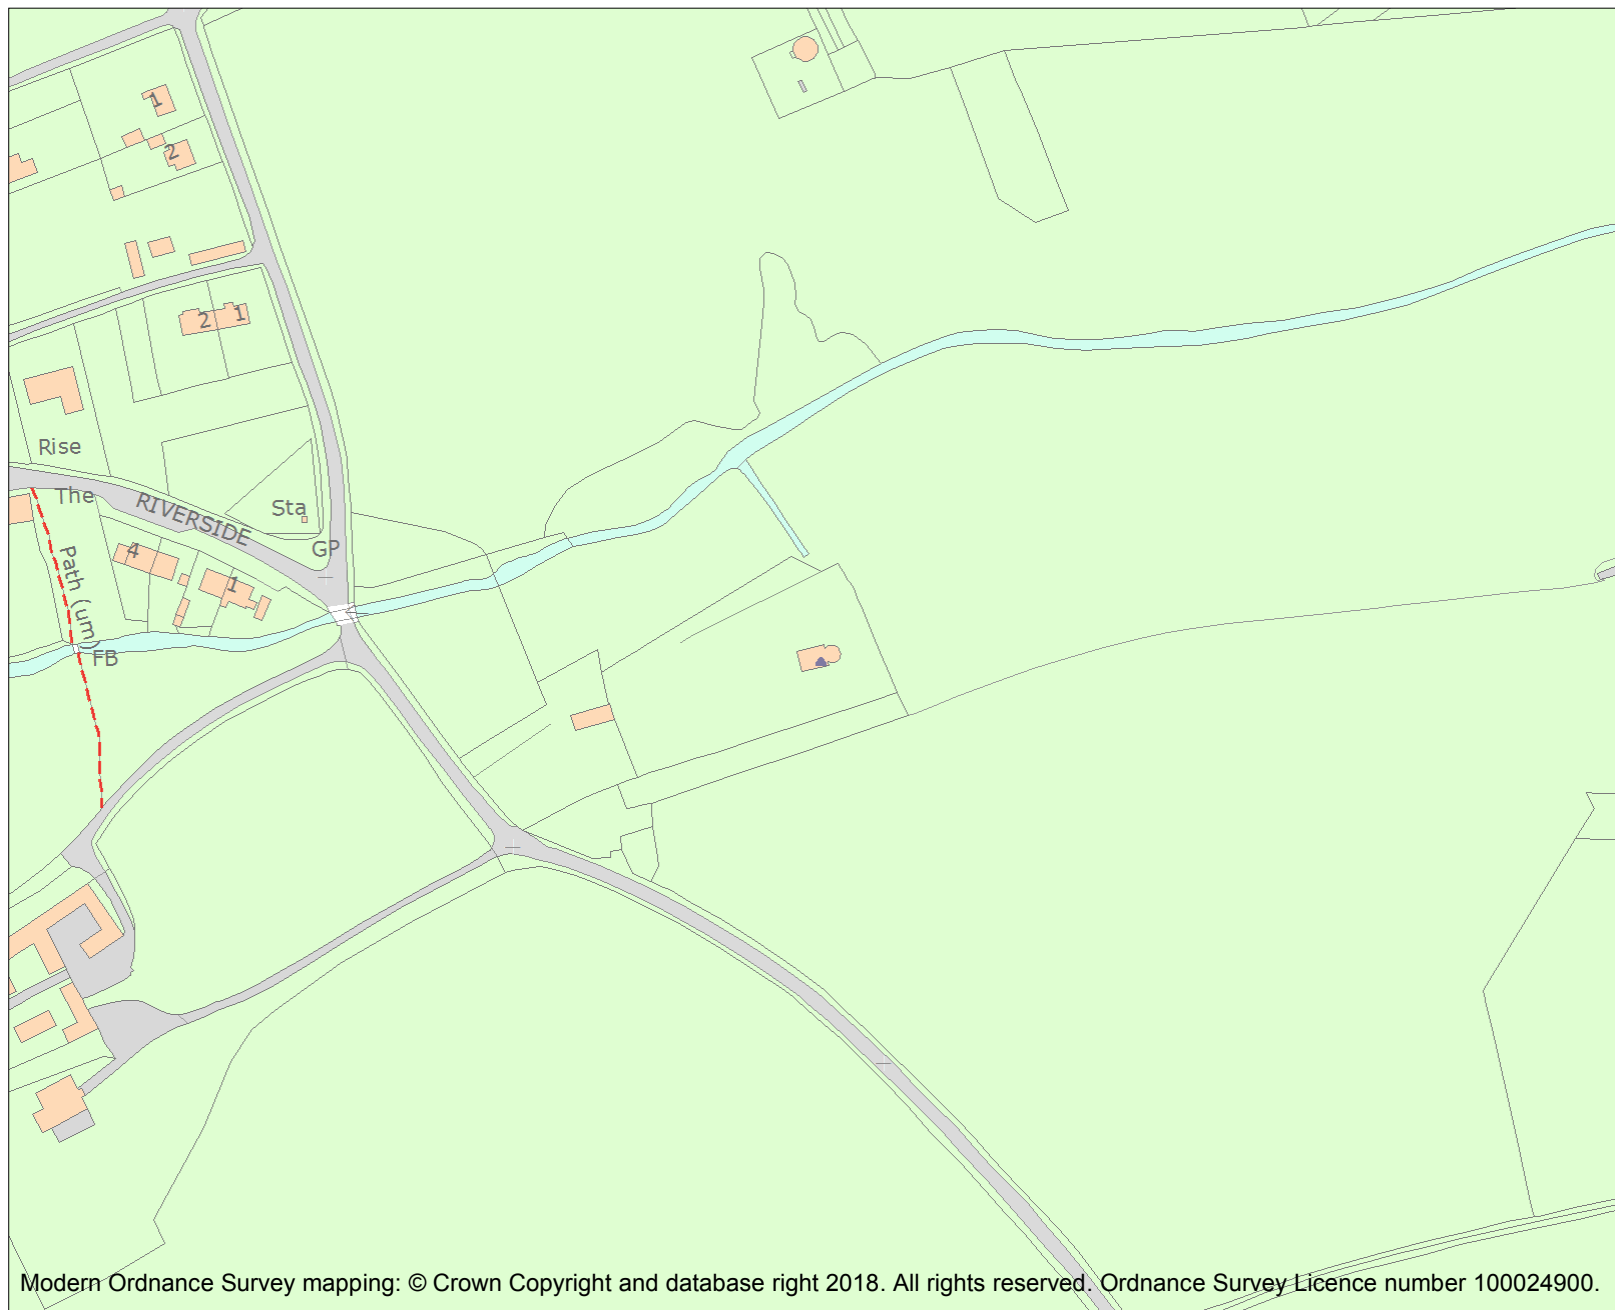 1
2
2 1
Rise
The
RIVERSIDE
Sta
GP
4
1
Path (um)
FB
Modern Ordnance Survey mapping: © Crown Copyright and database right 2018. All rights reserved. Ordnance Survey Licence number 100024900.